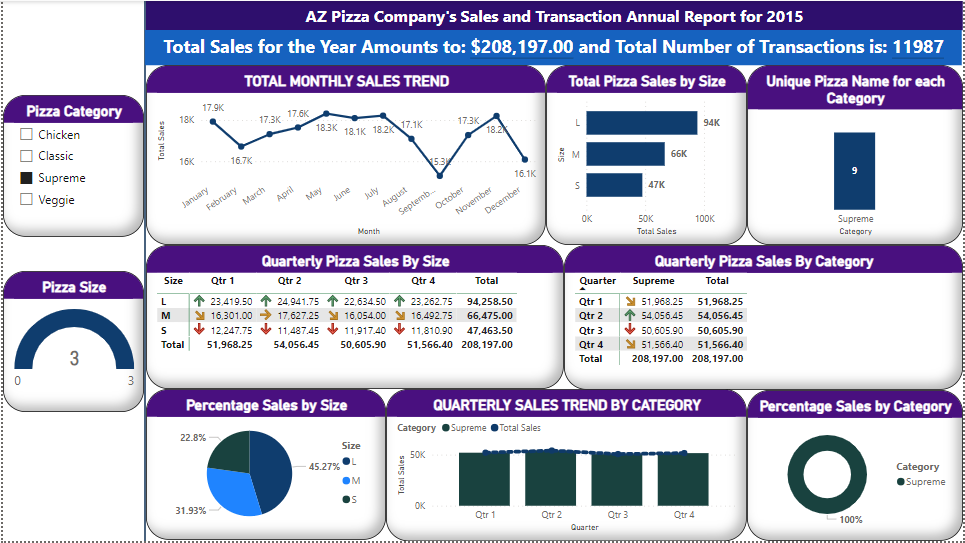 AZ Pizza Company's Sales and Transaction Annual Report for 2015
Total Sales for the Year Amounts to: $208,197.00 and Total Number of Transactions is: 11987
Pizza Category
Chicken
Classic
Supreme
Veggie
Pizza Size
3
0 3
TOTAL MONTHLY SALES TREND
Total Sales
18K
16K
17.9K
16.7K
17.3K
17.6K
18.3K
18.1K
18.2K
17.1K
15.3K
17.3K
18.2K
16.1K
January
February
March
April
May
June
July
August
Septemb...
October
November
December
Month
Total Pizza Sales by Size
Size
L 94K
M 66K
S 47K
0K 50K 100K
Total Sales
Unique Pizza Name for each
Category
9
Supreme
Category
Quarterly Pizza Sales By Size
Size Qtr 1 Qtr 2 Qtr 3 Qtr 4 Total
L 23,419.50 24,941.75 22,634.50 23,262.75 94,258.50
M 16,301.00 17,627.25 16,054.00 16,492.75 66,475.00
S 12,247.75 11,487.45 11,917.40 11,810.90 47,463.50
Total 51,968.25 54,056.45 50,605.90 51,566.40 208,197.00
Quarterly Pizza Sales By Category
Quarter Supreme Total
Qtr 1 51,968.25 51,968.25
Qtr 2 54,056.45 54,056.45
Qtr 3 50,605.90 50,605.90
Qtr 4 51,566.40 51,566.40
Total 208,197.00 208,197.00
Percentage Sales by Size
22.8%
45.27%
31.93%
Size
L
M
S
QUARTERLY SALES TREND BY CATEGORY
Category Supreme Total Sales
Total Sales
50K
0K
Qtr 1 Qtr 2 Qtr 3 Qtr 4
Quarter
Percentage Sales by Category
100%
Category
Supreme